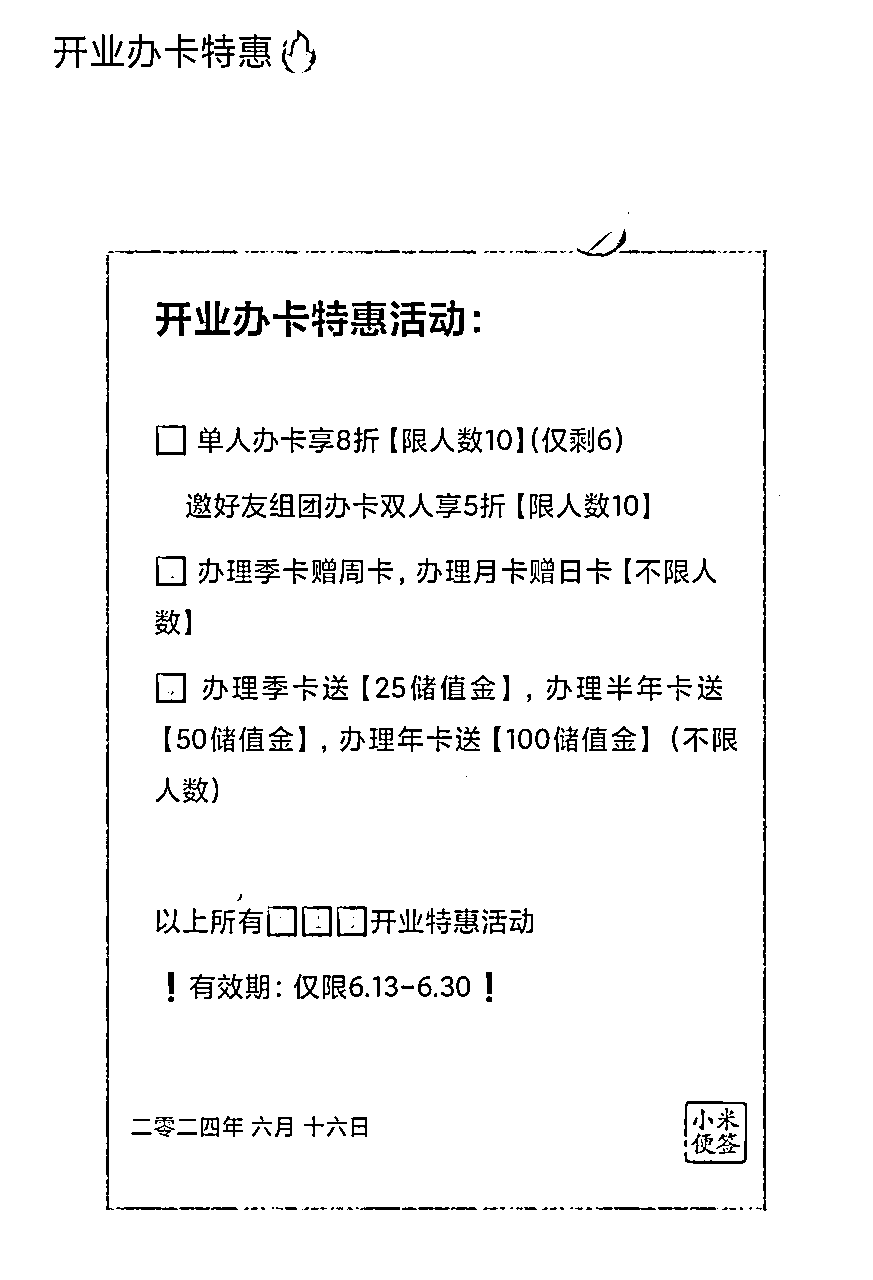 开业办卡特惠🔥
开业办卡特惠活动：
□ 单人办卡享8折【限人数10】（仅剩6）
邀好友组团办卡双人享5折【限人数10】
□ 办理季卡赠周卡，办理月卡赠日卡【不限人
数】
□ 办理季卡送【25储值金】，办理半年卡送
【50储值金】，办理年卡送【100储值金】（不限
人数）
以上所有□□□开业特惠活动
❗有效期：仅限6.13-6.30❗
二零二四年 六月 十六日
小米
便签